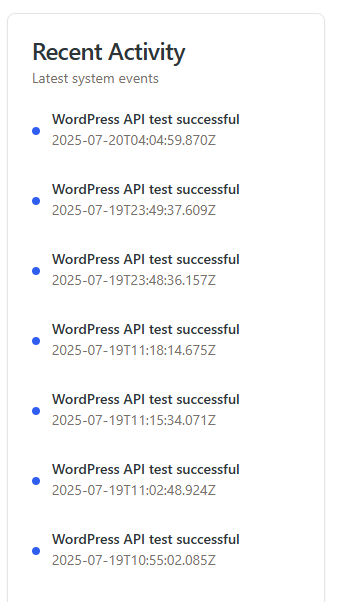 Recent Activity
Latest system events
WordPress API test successful
2025-07-20T04:04:59.870Z
WordPress API test successful
2025-07-19T23:49:37.609Z
WordPress API test successful
2025-07-19T23:48:36.157Z
WordPress API test successful
2025-07-19T11:18:14.675Z
WordPress API test successful
2025-07-19T11:15:34.071Z
WordPress API test successful
2025-07-19T11:02:48.924Z
WordPress API test successful
2025-07-19T10:55:02.085Z